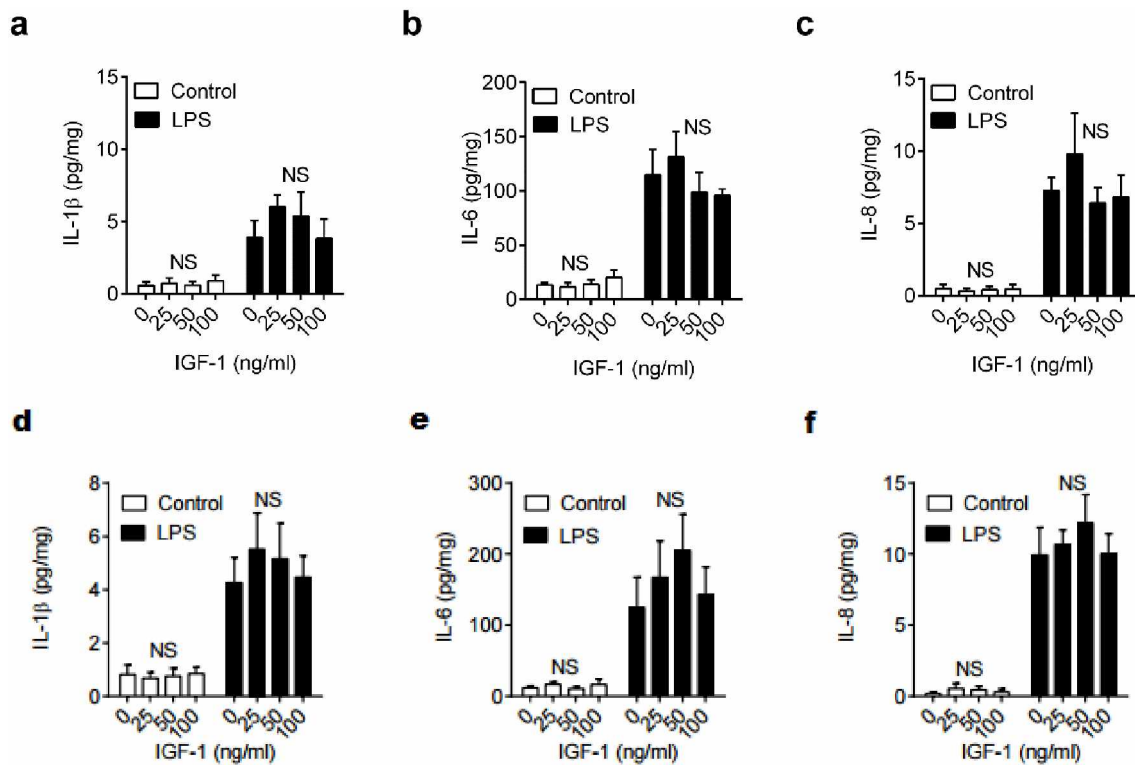 a
IL-1β (pg/mg)
15
10
5
0
Control
LPS
NS
NS
0
25
50
100
0
25
50
100
IGF-1 (ng/ml)
b
IL-6 (pg/mg)
200
150
100
50
0
Control
LPS
NS
NS
0
25
50
100
0
25
50
100
IGF-1 (ng/ml)
c
IL-8 (pg/mg)
15
10
5
0
Control
LPS
NS
NS
0
25
50
100
0
25
50
100
IGF-1 (ng/ml)
d
IL-1β (pg/mg)
8
6
4
2
0
Control
LPS
NS
NS
0
25
50
100
0
25
50
100
IGF-1 (ng/ml)
e
IL-6 (pg/mg)
300
200
100
0
Control
LPS
NS
NS
0
25
50
100
0
25
50
100
IGF-1 (ng/ml)
f
IL-8 (pg/mg)
15
10
5
0
Control
LPS
NS
NS
0
25
50
100
0
25
50
100
IGF-1 (ng/ml)